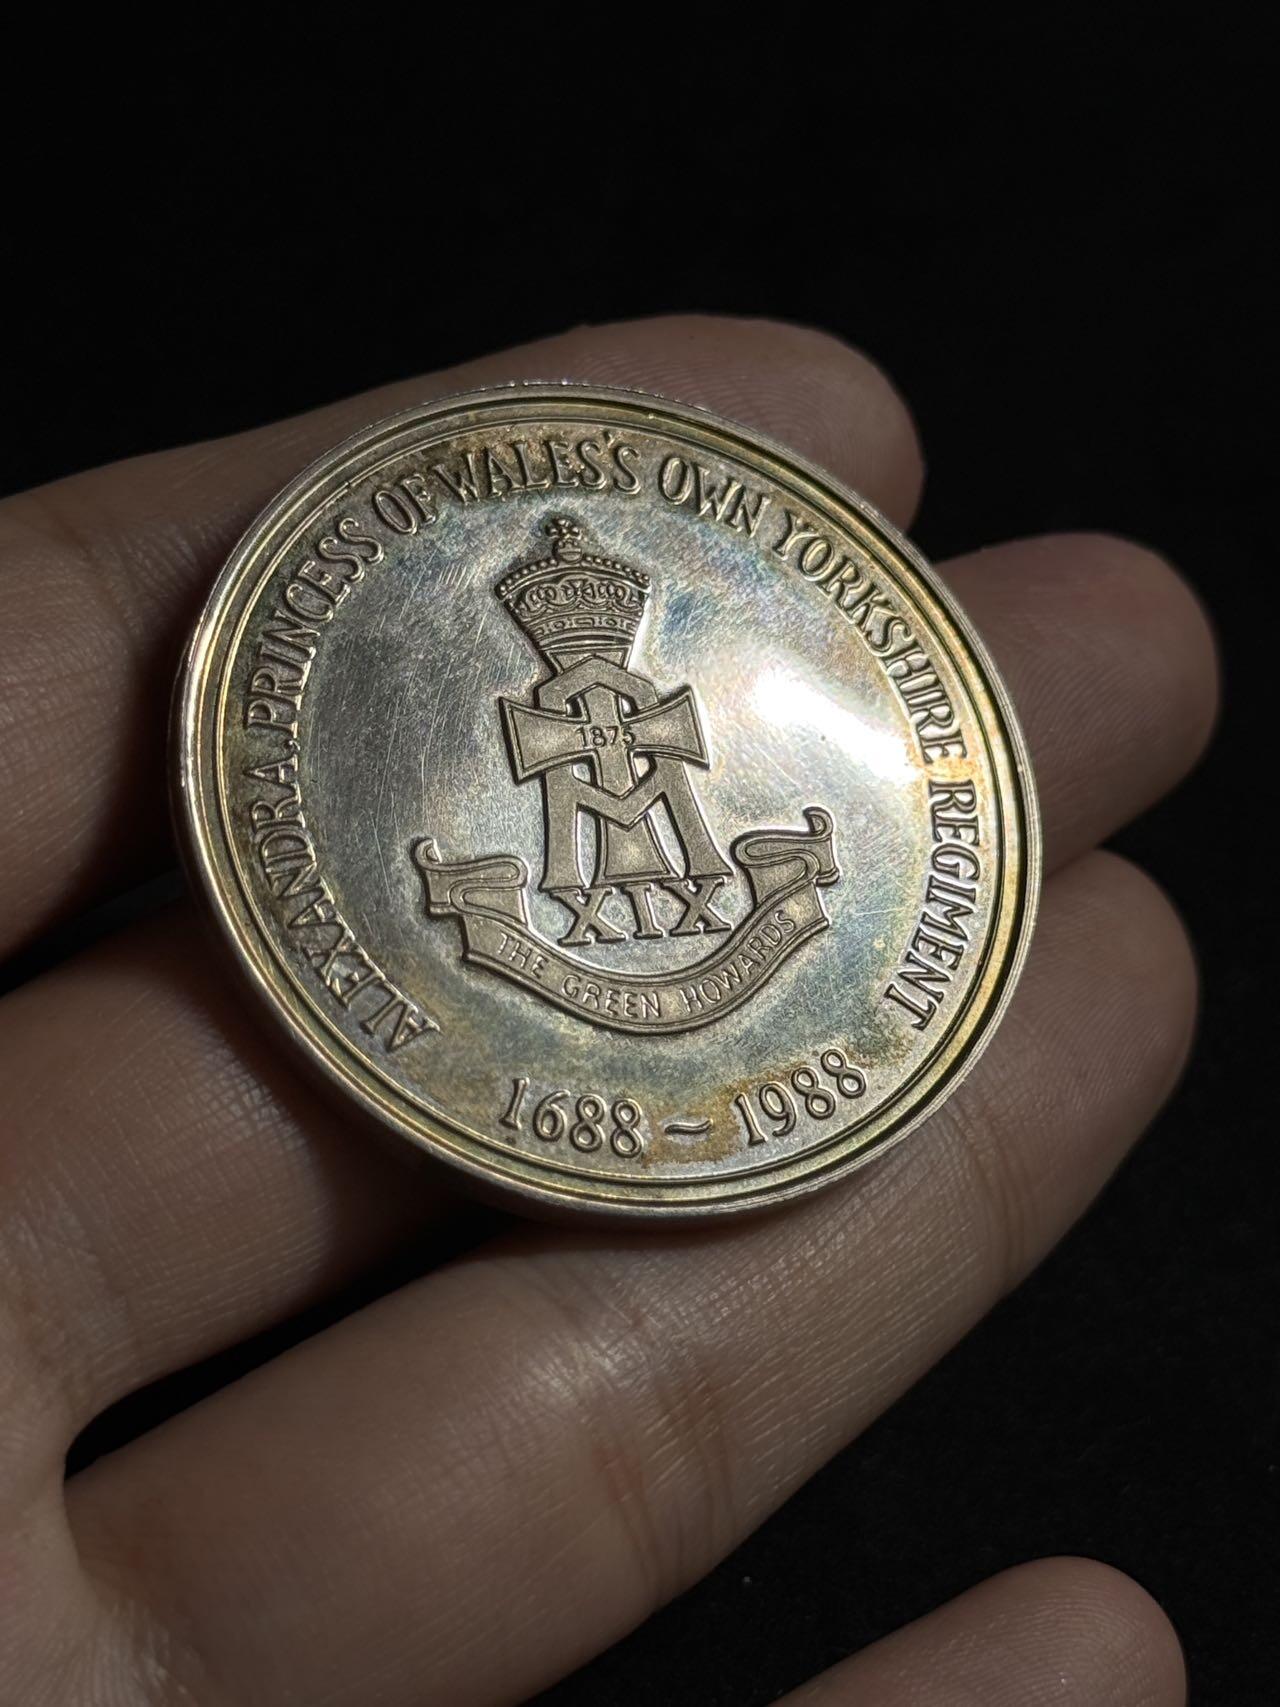 ALEXANDRA, PRINCESS OF WALES'S OWN YORKSHIRE REGIMENT
1875
XIX
THE GREEN HOWARDS
1688 ~ 1988